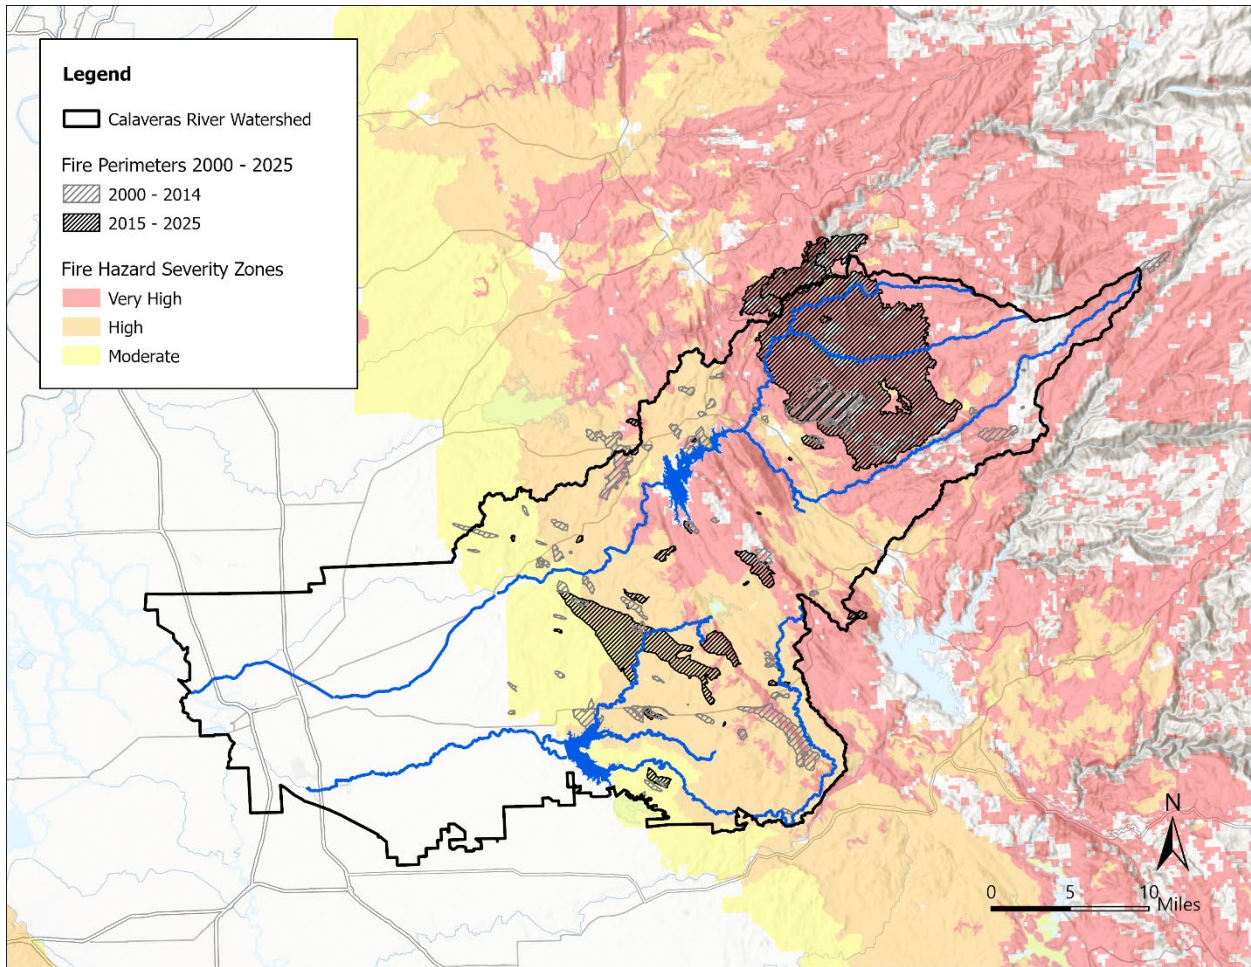 Legend
Calaveras River Watershed
Fire Perimeters 2000 - 2025
2000 - 2014
2015 - 2025
Fire Hazard Severity Zones
Very High
High
Moderate
N
0 5 10
Miles